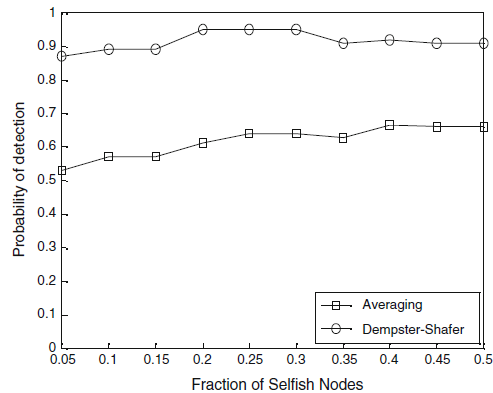 1
0.9
0.8
0.7
0.6
0.5
0.4
0.3
0.2
0.1
0
Probability of detection
0.05 0.1 0.15 0.2 0.25 0.3 0.35 0.4 0.45 0.5
Fraction of Selfish Nodes
Averaging
Dempster-Shafer